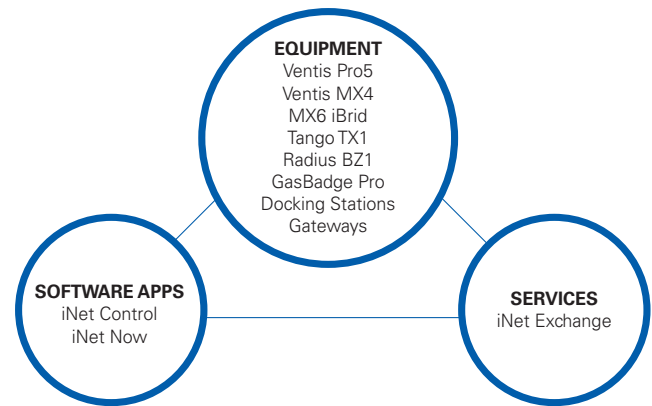 EQUIPMENT
Ventis Pro5
Ventis MX4
MX6 iBrid
Tango TX1
Radius BZ1
GasBadge Pro
Docking Stations
Gateways
SOFTWARE APPS
iNet Control
iNet Now
SERVICES
iNet Exchange